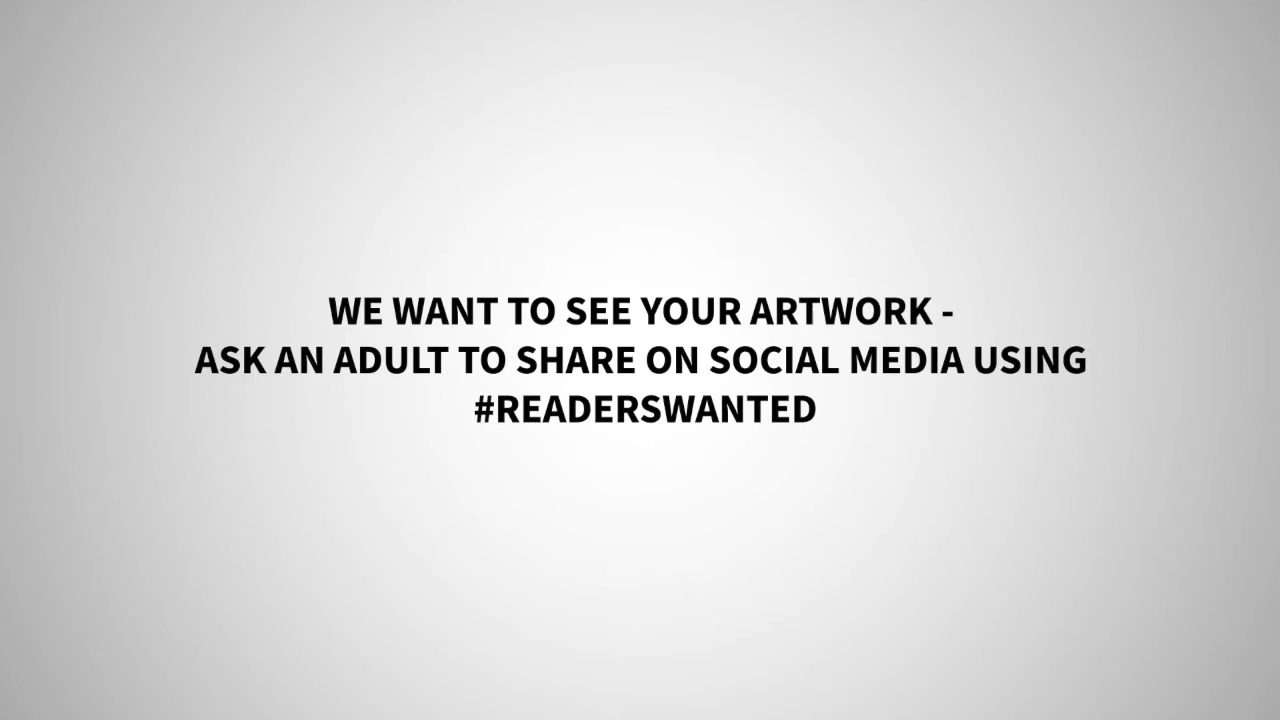 WE WANT TO SEE YOUR ARTWORK -
ASK AN ADULT TO SHARE ON SOCIAL MEDIA USING
#READERSWANTED